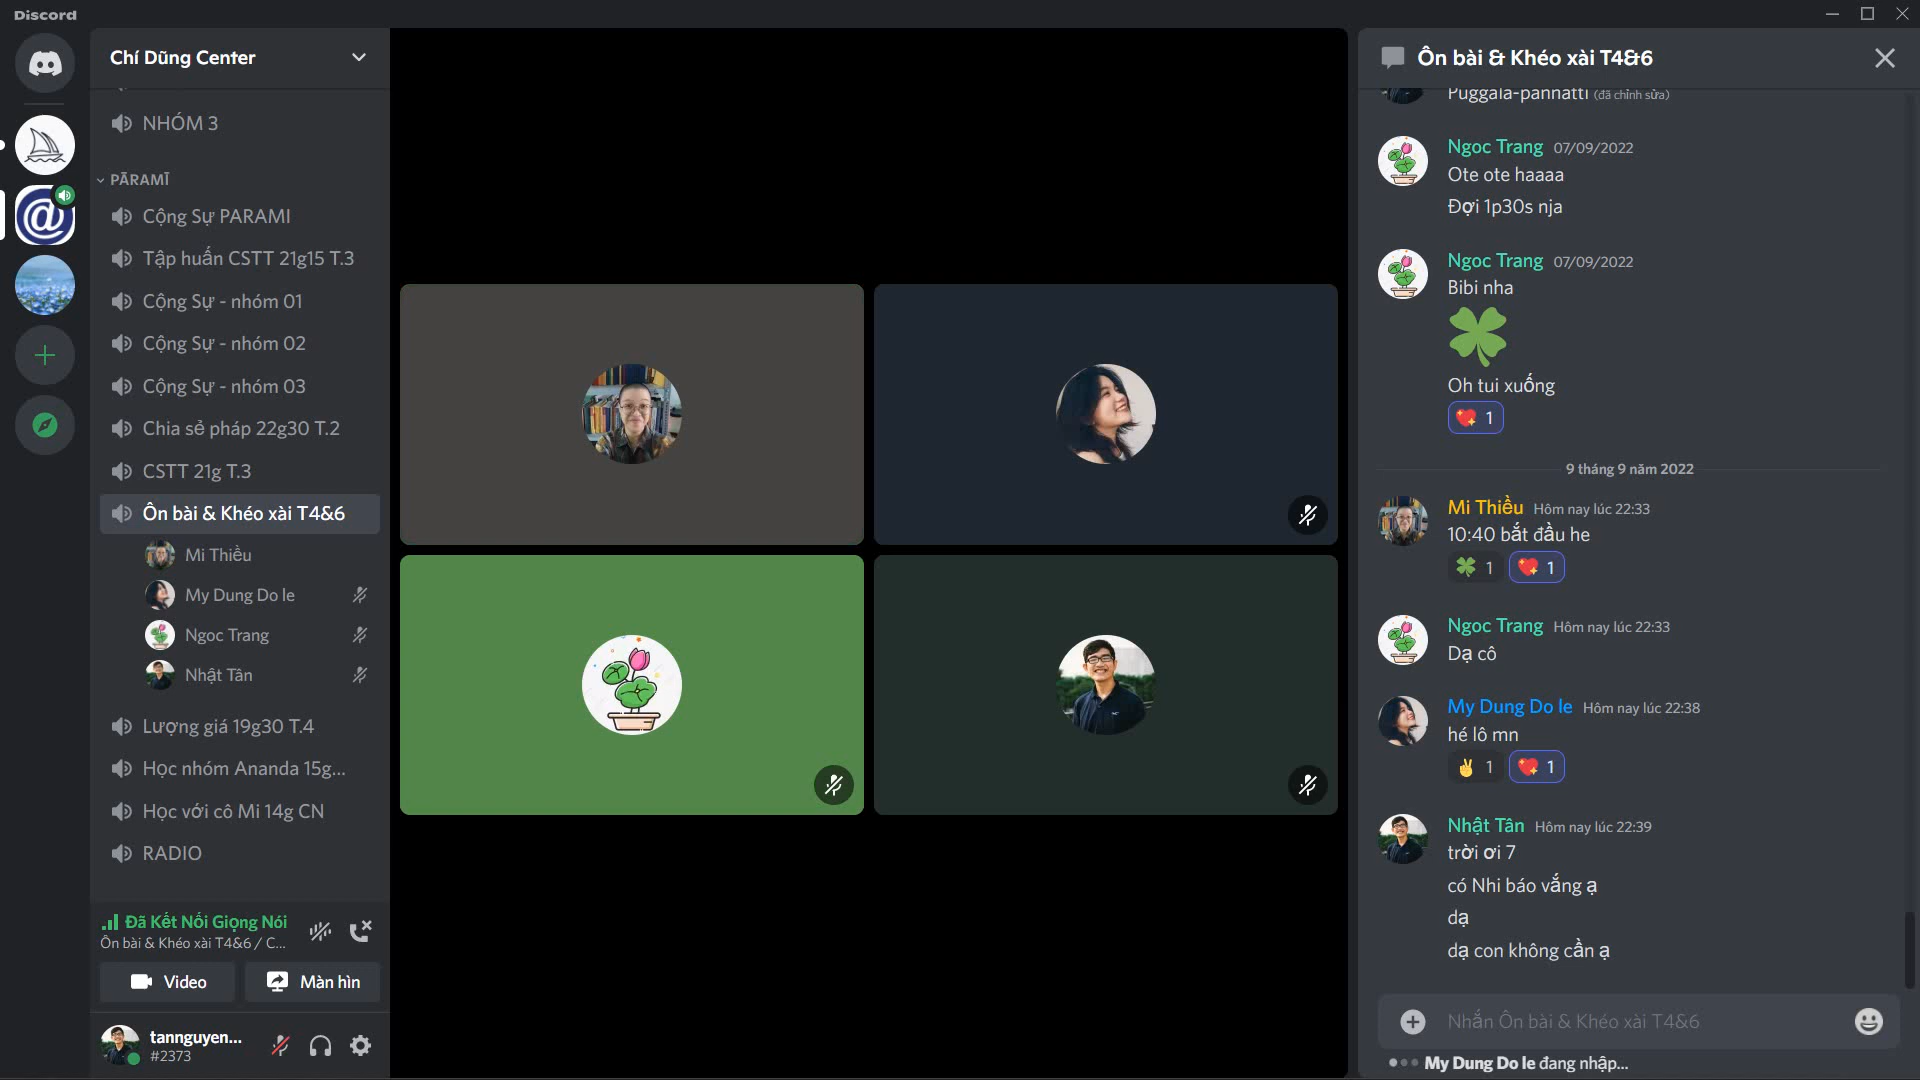 Discord
Chí Dũng Center
NHÓM 3
PĀRAMĪ
Cộng Sự PARAMI
Tập huấn CSTT 21g15 T.3
Cộng Sự - nhóm 01
Cộng Sự - nhóm 02
Cộng Sự - nhóm 03
Chia sẻ pháp 22g30 T.2
CSTT 21g T.3
Ôn bài & Khéo xài T4&6
Mi Thiều
My Dung Do le
Ngoc Trang
Nhật Tân
Lượng giá 19g30 T.4
Học nhóm Ananda 15g...
Học với cô Mi 14g CN
RADIO
Đã Kết Nối Giọng Nói
Ôn bài & Khéo xài T4&6 / C...
Video
Màn hìn
tannguyen...
#2373
Ôn bài & Khéo xài T4&6
Puggala-pannatti (đã chỉnh sửa)
Ngoc Trang 07/09/2022
Ote ote haaaa
Đợi 1p30s nja
Ngoc Trang 07/09/2022
Bibi nha
Oh tui xuống
1
9 tháng 9 năm 2022
Mi Thiều Hôm nay lúc 22:33
10:40 bắt đầu he
1 1
Ngoc Trang Hôm nay lúc 22:33
Dạ cô
My Dung Do le Hôm nay lúc 22:38
hé lô mn
1 1
Nhật Tân Hôm nay lúc 22:39
trời ơi 7
có Nhi báo vắng ạ
dạ
dạ con không cần ạ
Nhắn Ôn bài & Khéo xài T4&6
My Dung Do le đang nhập...